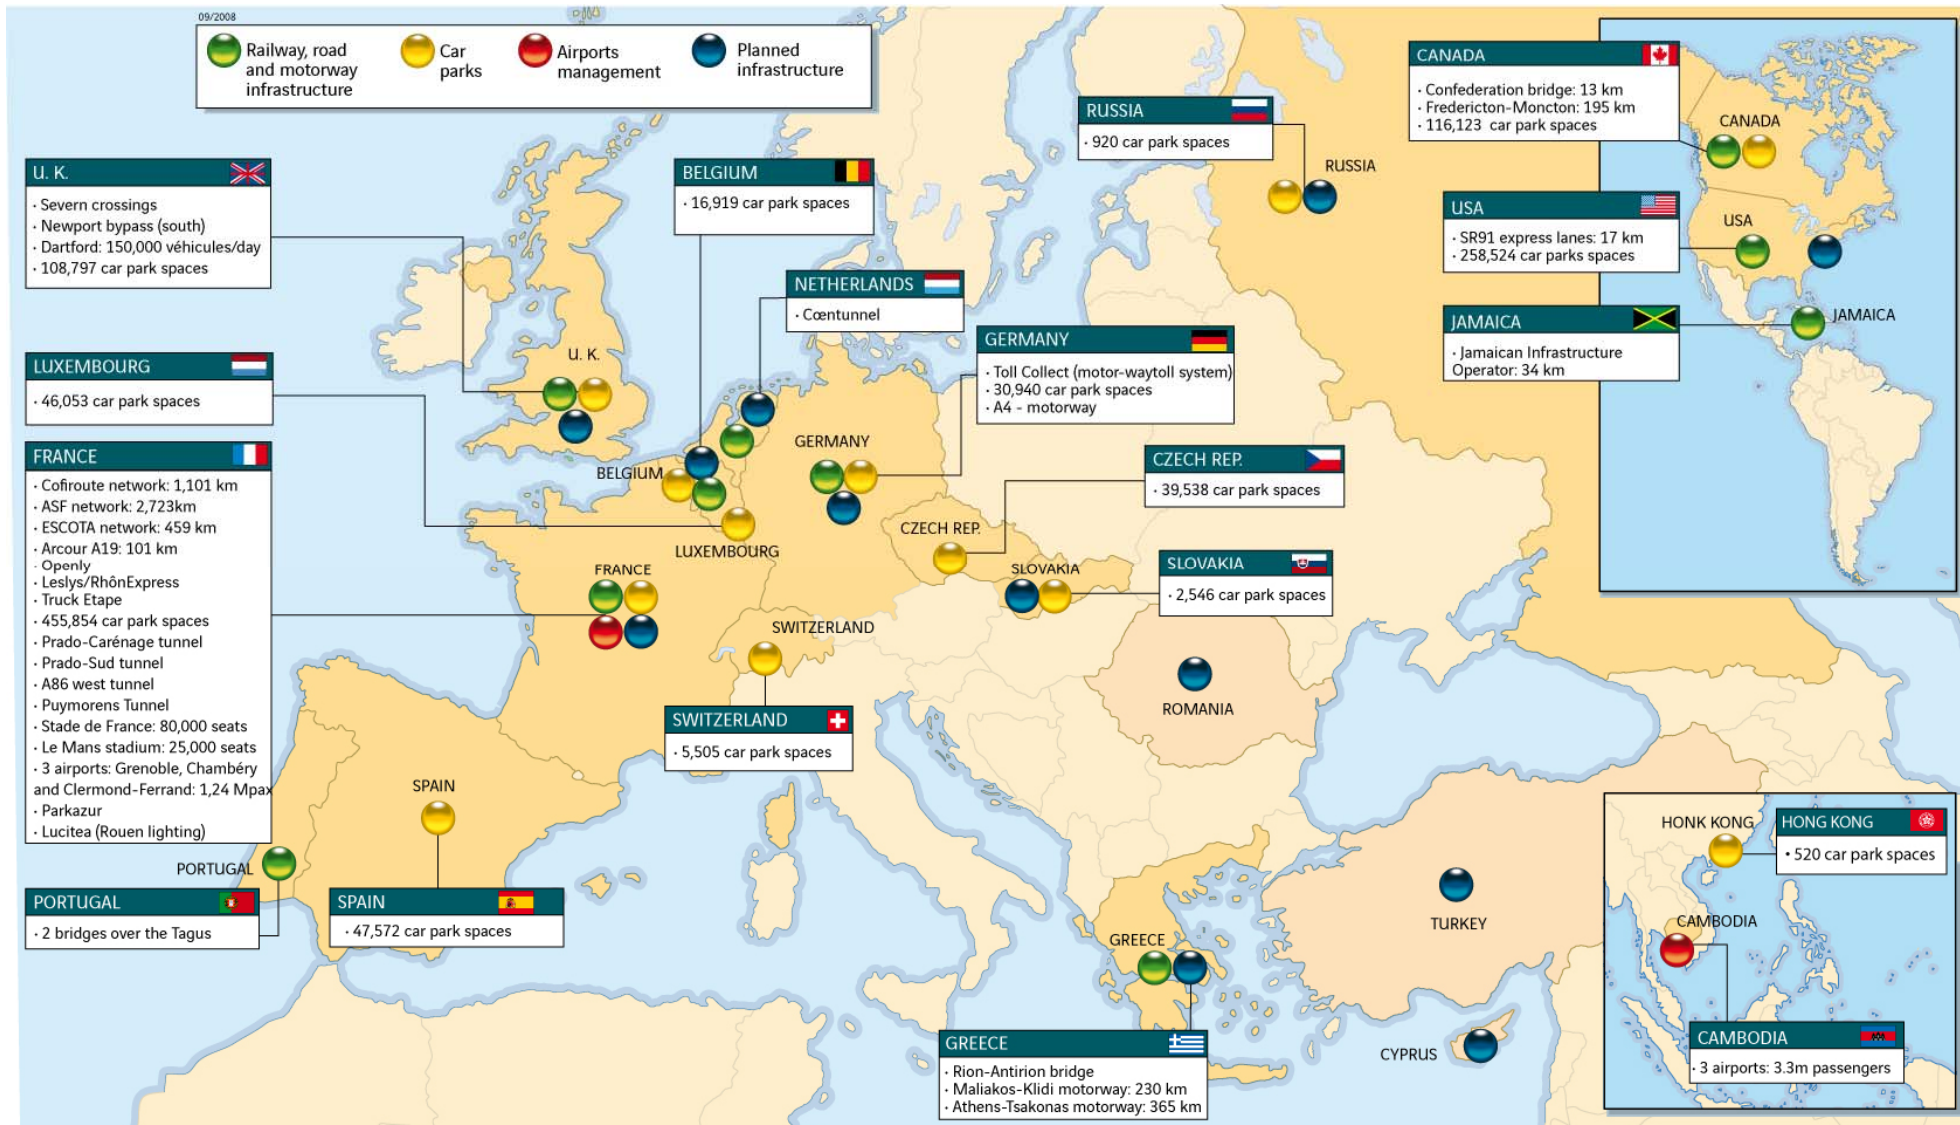 09/2008
Railway, road
and motorway
infrastructure
Car
parks
Airports
management
Planned
infrastructure
U. K.
· Severn crossings
· Newport bypass (south)
· Dartford: 150,000 véhicules/day
· 108,797 car park spaces
LUXEMBOURG
· 46,053 car park spaces
FRANCE
· Cofiroute network: 1,101 km
· ASF network: 2,723km
· ESCOTA network: 459 km
· Arcour A19: 101 km
· Openly
· Leslys/RhônExpress
· Truck Etape
· 455,854 car park spaces
· Prado-Carénage tunnel
· Prado-Sud tunnel
· A86 west tunnel
· Puymorens Tunnel
· Stade de France: 80,000 seats
· Le Mans stadium: 25,000 seats
· 3 airports: Grenoble, Chambéry
and Clermond-Ferrand: 1,24 Mpax
· Parkazur
· Lucitea (Rouen lighting)
PORTUGAL
PORTUGAL
· 2 bridges over the Tagus
SPAIN
SPAIN
· 47,572 car park spaces
BELGIUM
· 16,919 car park spaces
NETHERLANDS
· Cœntunnel
GERMANY
· Toll Collect (motor-waytoll system)
· 30,940 car park spaces
· A4 - motorway
U. K.
BELGIUM
GERMANY
LUXEMBOURG
FRANCE
SWITZERLAND
SWITZERLAND
· 5,505 car park spaces
CZECH REP.
· 39,538 car park spaces
CZECH REP.
SLOVAKIA
SLOVAKIA
· 2,546 car park spaces
ROMANIA
TURKEY
CYPRUS
GREECE
GREECE
· Rion-Antirion bridge
· Maliakos-Klidi motorway: 230 km
· Athens-Tsakonas motorway: 365 km
RUSSIA
· 920 car park spaces
RUSSIA
CANADA
· Confederation bridge: 13 km
· Fredericton-Moncton: 195 km
· 116,123 car park spaces
CANADA
USA
· SR91 express lanes: 17 km
· 258,524 car parks spaces
USA
JAMAICA
· Jamaican Infrastructure
Operator: 34 km
JAMAICA
HONK KONG
HONG KONG
• 520 car park spaces
CAMBODIA
CAMBODIA
· 3 airports: 3.3m passengers